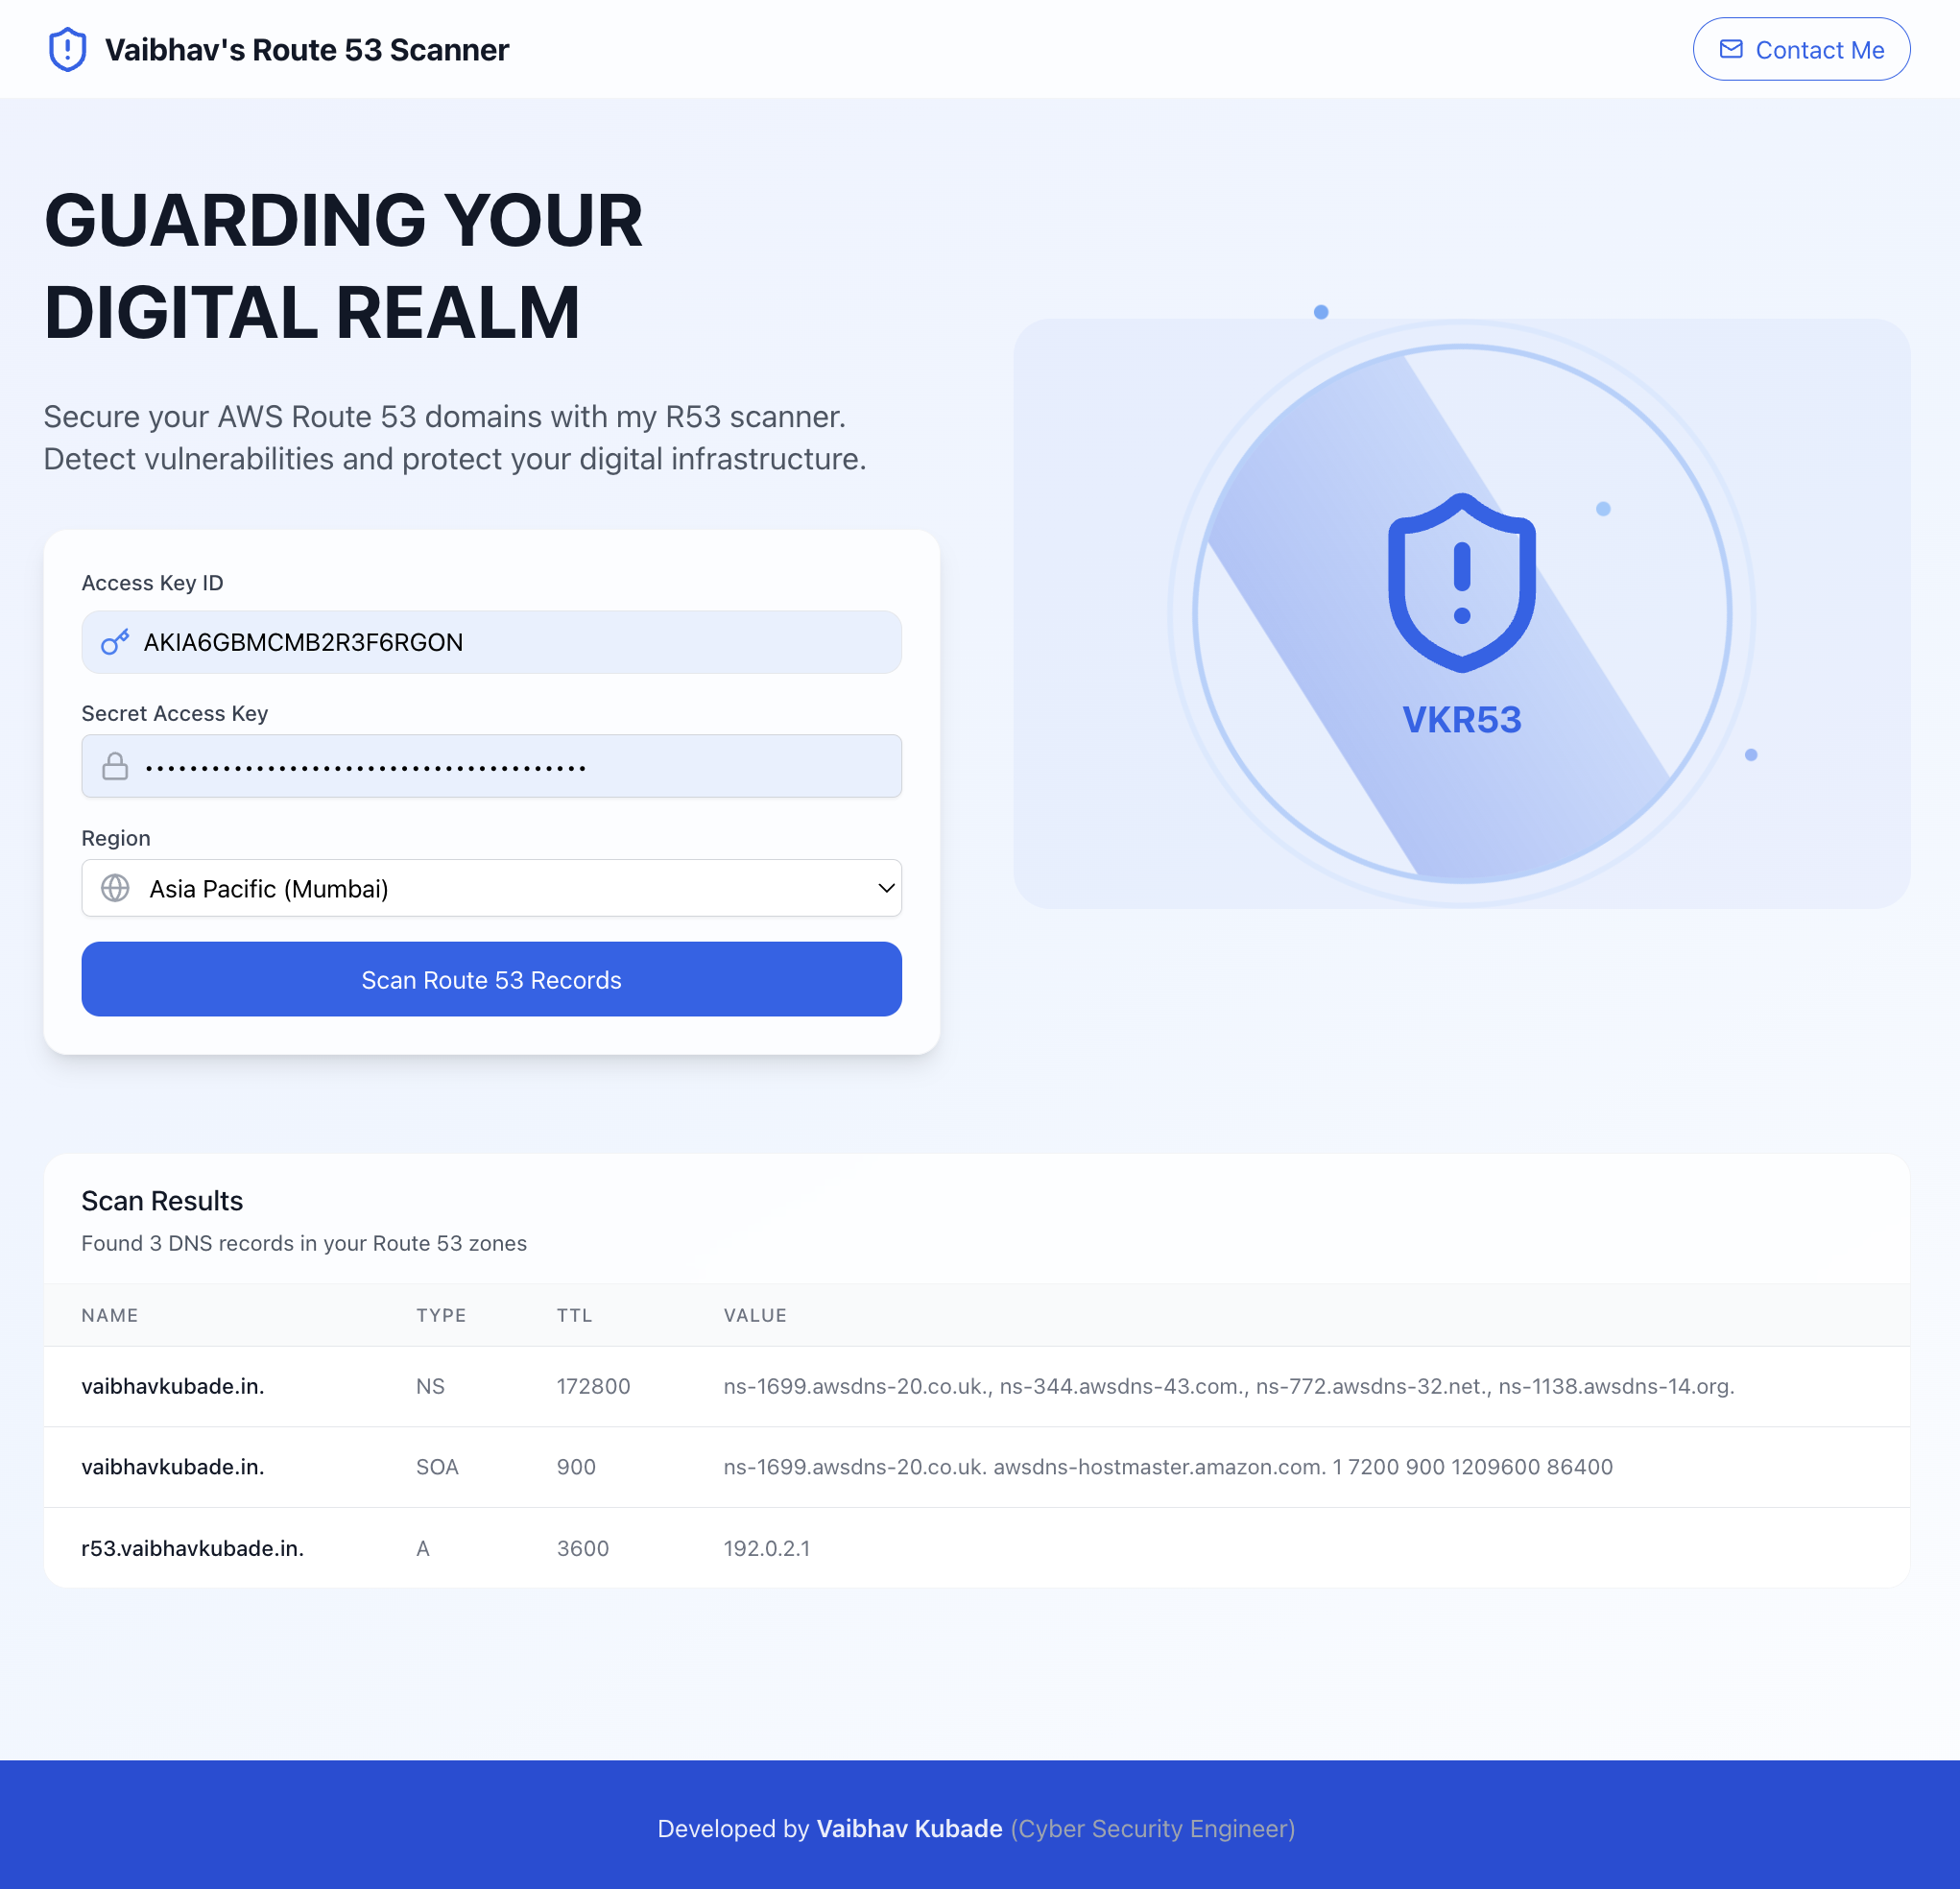 Vaibhav's Route 53 Scanner
Contact Me
GUARDING YOUR
DIGITAL REALM
Secure your AWS Route 53 domains with my R53 scanner.
Detect vulnerabilities and protect your digital infrastructure.
Access Key ID
AKIA6GBMCMB2R3F6RGON
Secret Access Key
••••••••••••••••••••••••••••••••••••••••
Region
Asia Pacific (Mumbai)
Scan Route 53 Records
VKR53
Scan Results
Found 3 DNS records in your Route 53 zones
NAME TYPE TTL VALUE
vaibhavkubade.in. NS 172800 ns-1699.awsdns-20.co.uk., ns-344.awsdns-43.com., ns-772.awsdns-32.net., ns-1138.awsdns-14.org.
vaibhavkubade.in. SOA 900 ns-1699.awsdns-20.co.uk. awsdns-hostmaster.amazon.com. 1 7200 900 1209600 86400
r53.vaibhavkubade.in. A 3600 192.0.2.1
Developed by Vaibhav Kubade (Cyber Security Engineer)